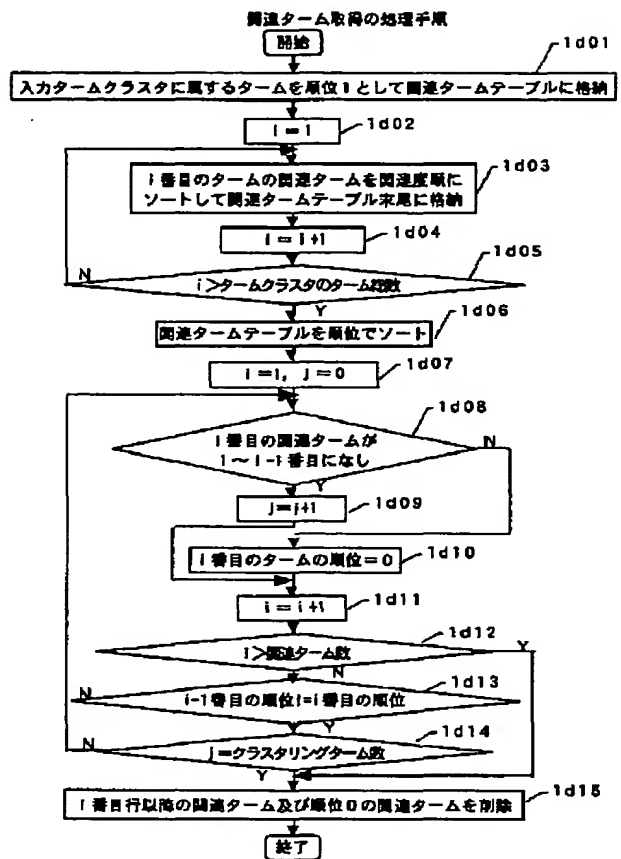 関連ターム取得の処理手順
開始
1d01
入力タームクラスタに属するタームを順位1として関連タームテーブルに格納
i = 1
1d02
i番目のタームの関連タームを関連度順に
ソートして関連タームテーブル末尾に格納
1d03
i = i+1
1d04
i>タームクラスタのターム総数
1d05
N
Y
関連タームテーブルを順位でソート
1d06
i=1, j=0
1d07
i番目の関連タームが
1〜i-1番目になし
1d08
N
Y
j=j+1
1d09
i番目のタームの順位=0
1d10
i = i+1
1d11
i>関連ターム数
1d12
Y
N
i-1番目の順位!=i番目の順位
1d13
N
Y
j=クラスタリングターム数
1d14
N
Y
i番目行以降の関連ターム及び順位0の関連タームを削除
1d15
終了